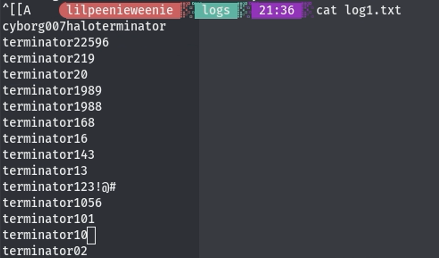 ^[[A lilpeenieweenie logs 21:36 cat log1.txt
cyborg007haloterminator
terminator22596
terminator219
terminator20
terminator1989
terminator1988
terminator168
terminator16
terminator143
terminator13
terminator123!@#
terminator1056
terminator101
terminator10
terminator02